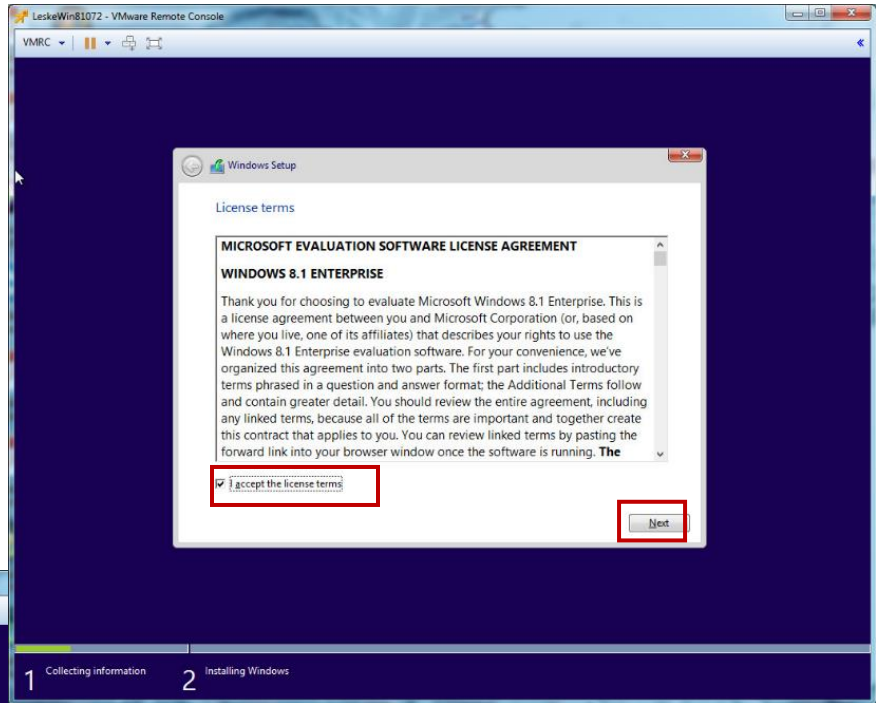 LeskeWin81072 - VMware Remote Console
VMRC
Windows Setup
License terms
MICROSOFT EVALUATION SOFTWARE LICENSE AGREEMENT
WINDOWS 8.1 ENTERPRISE
Thank you for choosing to evaluate Microsoft Windows 8.1 Enterprise. This is
a license agreement between you and Microsoft Corporation (or, based on
where you live, one of its affiliates) that describes your rights to use the
Windows 8.1 Enterprise evaluation software. For your convenience, we've
organized this agreement into two parts. The first part includes introductory
terms phrased in a question and answer format; the Additional Terms follow
and contain greater detail. You should review the entire agreement, including
any linked terms, because all of the terms are important and together create
this contract that applies to you. You can review linked terms by pasting the
forward link into your browser window once the software is running. The
I accept the license terms
Next
1 Collecting information
2 Installing Windows